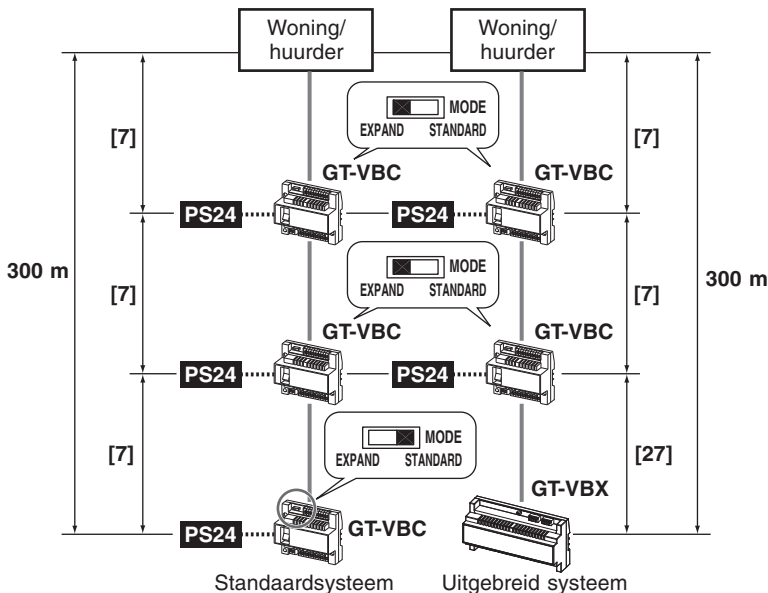 Woning/
huurder
Woning/
huurder
MODE
EXPAND STANDARD
[7]
[7]
GT-VBC
GT-VBC
PS24
PS24
MODE
EXPAND STANDARD
300 m
[7]
[7]
300 m
GT-VBC
GT-VBC
PS24
PS24
MODE
EXPAND STANDARD
[7]
[27]
GT-VBX
PS24
GT-VBC
Standaardsysteem
Uitgebreid systeem